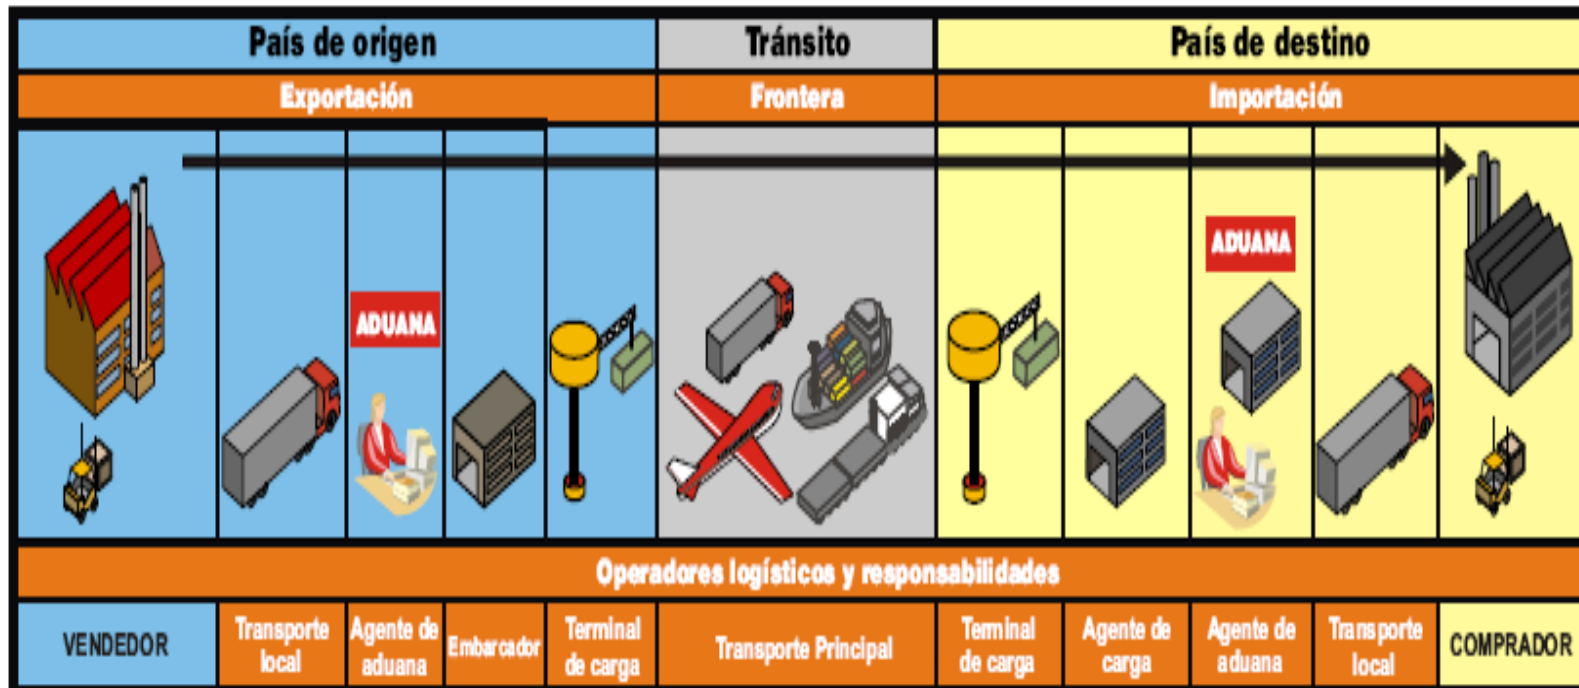 País de origen
Tránsito
País de destino
Exportación
Frontera
Importación
ADUANA
ADUANA
Operadores logísticos y responsabilidades
VENDEDOR
Transporte
local
Agente de
aduana
Embarcador
Terminal
de carga
Transporte Principal
Terminal
de carga
Agente de
carga
Agente de
aduana
Transporte
local
COMPRADOR